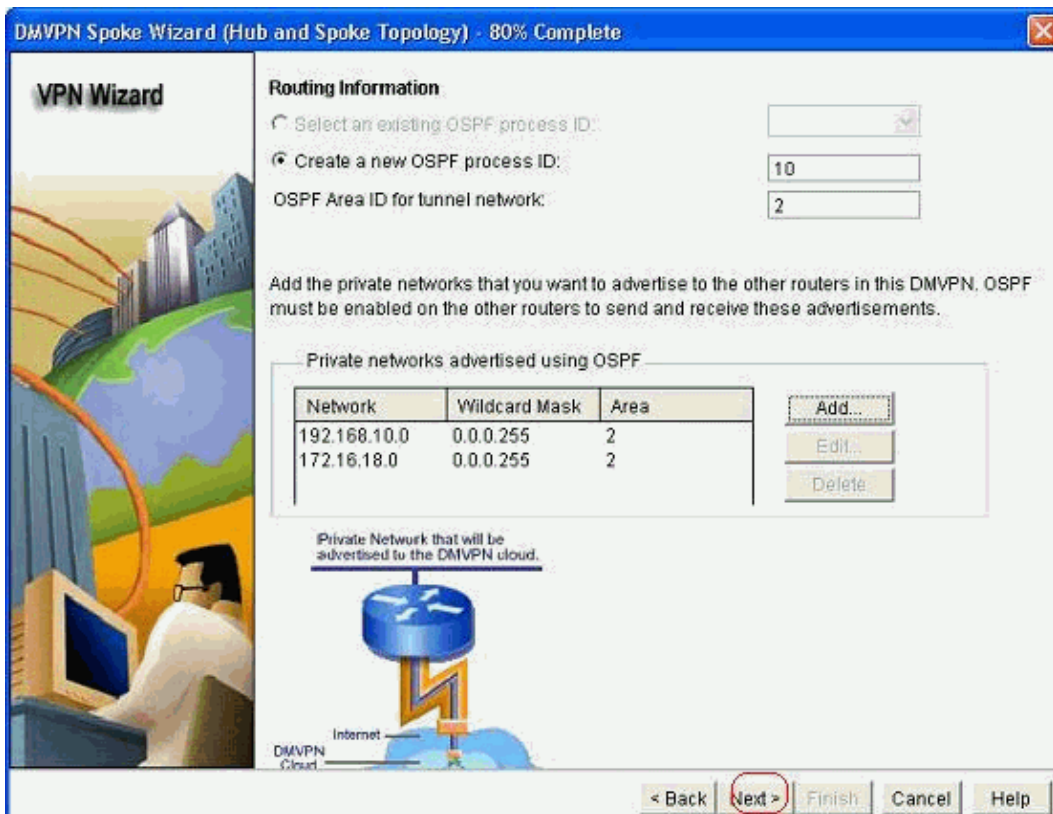 DMVPN Spoke Wizard (Hub and Spoke Topology) - 80% Complete
VPN Wizard
Routing Information
Select an existing OSPF process ID:
Create a new OSPF process ID:
10
OSPF Area ID for tunnel network:
2
Add the private networks that you want to advertise to the other routers in this DMVPN. OSPF
must be enabled on the other routers to send and receive these advertisements.
Private networks advertised using OSPF
Network Wildcard Mask Area
192.168.10.0 0.0.0.255 2
172.16.18.0 0.0.0.255 2
Add...
Edit...
Delete
Private Network that will be
advertised to the DMVPN cloud.
Internet
DMVPN
Cloud
< Back Next > Finish Cancel Help